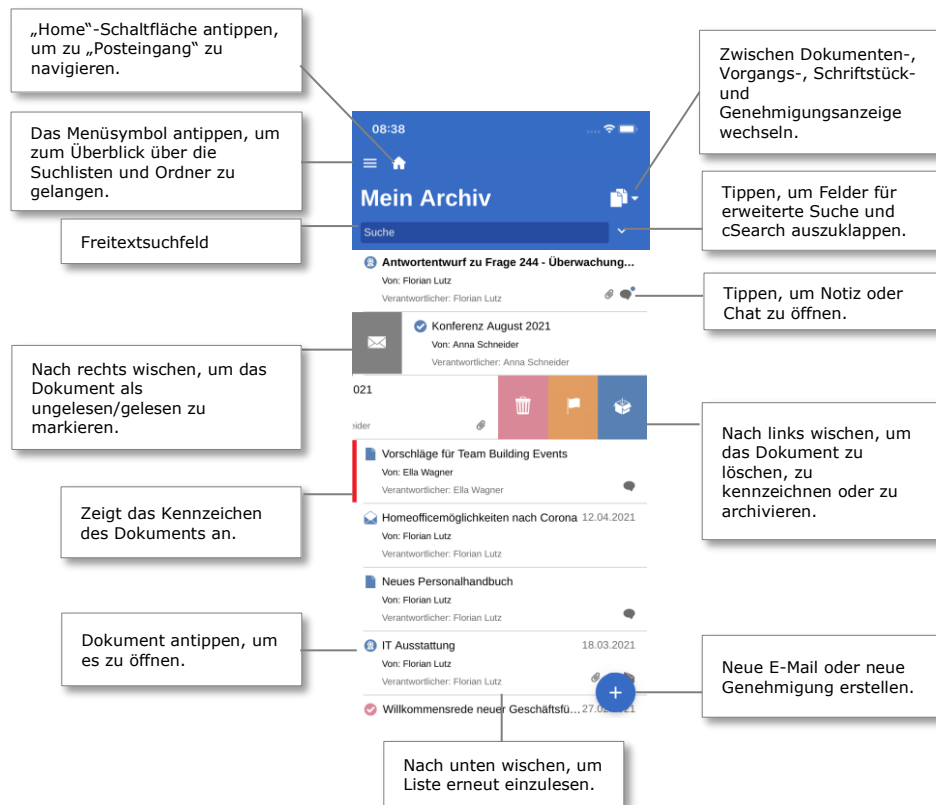 „Home“-Schaltfläche antippen,
um zu „Posteingang“ zu
navigieren.
Zwischen Dokumenten-,
Vorgangs-, Schriftstück-
und
Genehmigungsanzeige
wechseln.
Das Menüsymbol antippen, um
zum Überblick über die
Suchlisten und Ordner zu
gelangen.
Tippen, um Felder für
erweiterte Suche und
cSearch auszuklappen.
Freitextsuchfeld
Tippen, um Notiz oder
Chat zu öffnen.
Nach rechts wischen, um das
Dokument als
ungelesen/gelesen zu
markieren.
Nach links wischen, um
das Dokument zu
löschen, zu
kennzeichnen oder zu
archivieren.
Zeigt das Kennzeichen
des Dokuments an.
Dokument antippen, um
es zu öffnen.
Neue E-Mail oder neue
Genehmigung erstellen.
Nach unten wischen, um
Liste erneut einzulesen.
08:38
Mein Archiv
Suche
Antwortentwurf zu Frage 244 - Überwachung...
Von: Florian Lutz
Verantwortlicher: Florian Lutz
Konferenz August 2021
Von: Anna Schneider
Verantwortlicher: Anna Schneider
021
eider
Vorschläge für Team Building Events
Von: Ella Wagner
Verantwortlicher: Ella Wagner
Homeofficemöglichkeiten nach Corona 12.04.2021
Von: Florian Lutz
Verantwortlicher: Florian Lutz
Neues Personalhandbuch
Von: Florian Lutz
Verantwortlicher: Florian Lutz
IT Ausstattung 18.03.2021
Von: Florian Lutz
Verantwortlicher: Florian Lutz
Willkommensrede neuer Geschäftsfü...